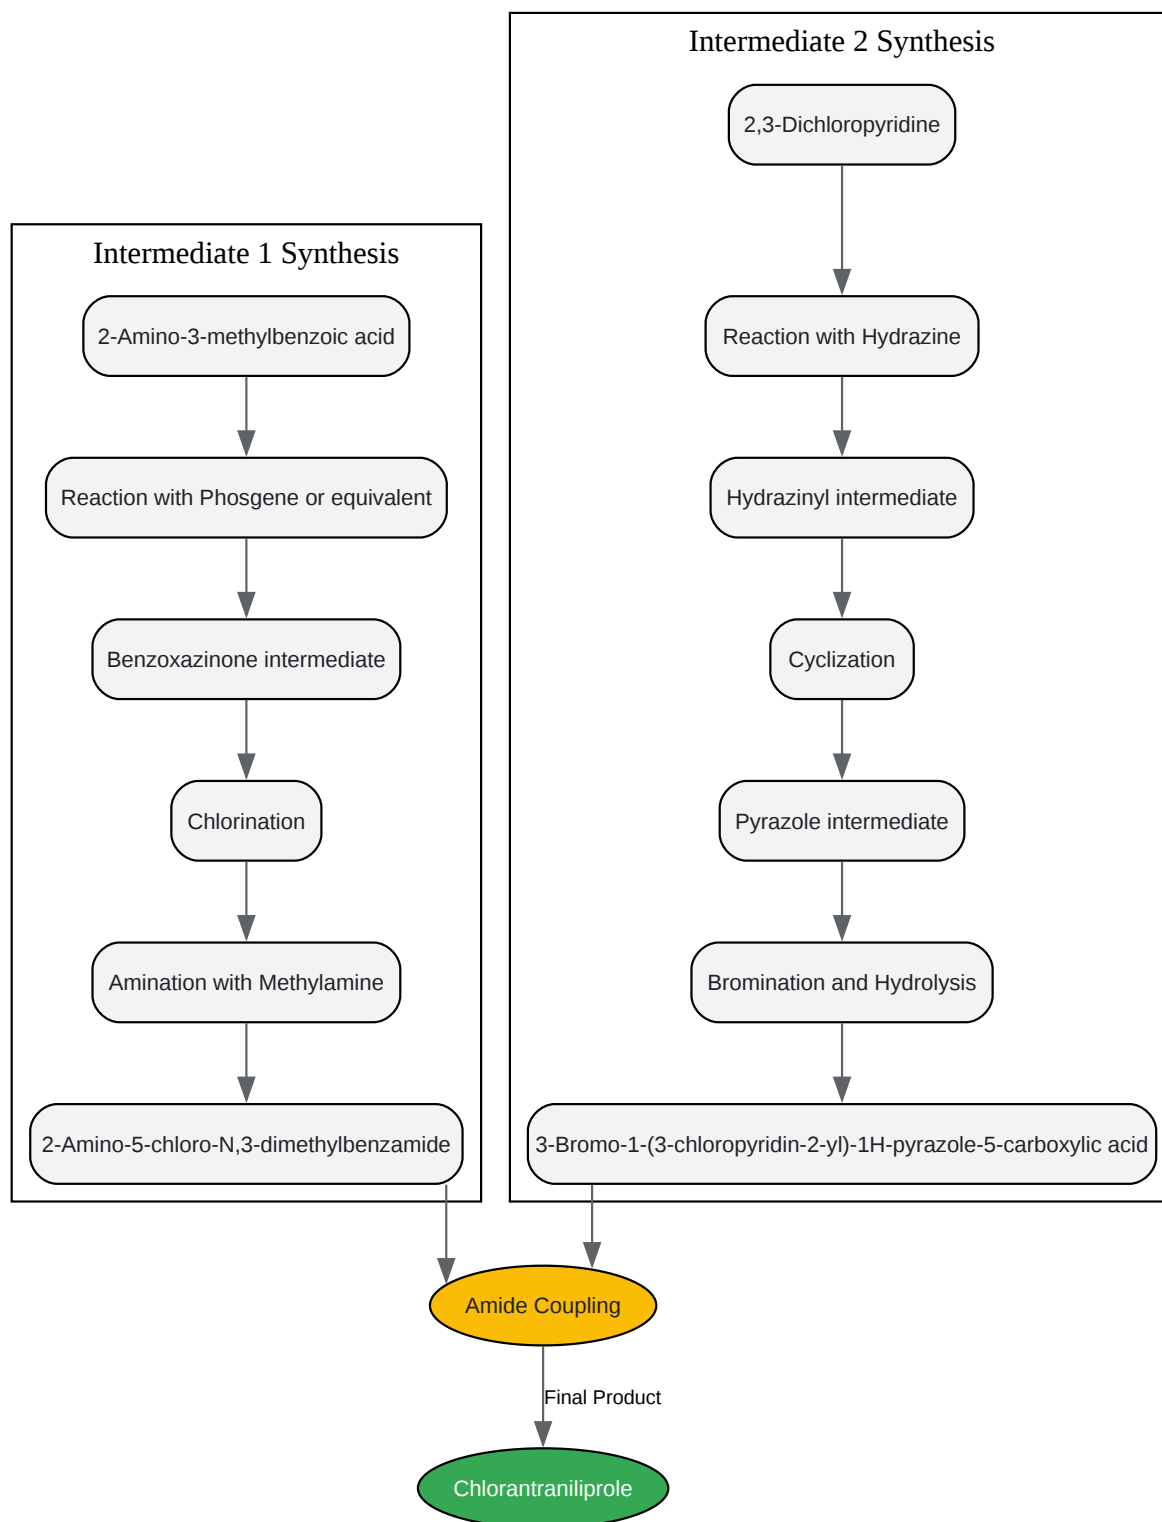 Intermediate 1 Synthesis
2-Amino-3-methylbenzoic acid
Reaction with Phosgene or equivalent
Benzoxazinone intermediate
Chlorination
Amination with Methylamine
2-Amino-5-chloro-N,3-dimethylbenzamide
Intermediate 2 Synthesis
2,3-Dichloropyridine
Reaction with Hydrazine
Hydrazinyl intermediate
Cyclization
Pyrazole intermediate
Bromination and Hydrolysis
3-Bromo-1-(3-chloropyridin-2-yl)-1H-pyrazole-5-carboxylic acid
Amide Coupling
Final Product
Chlorantraniliprole